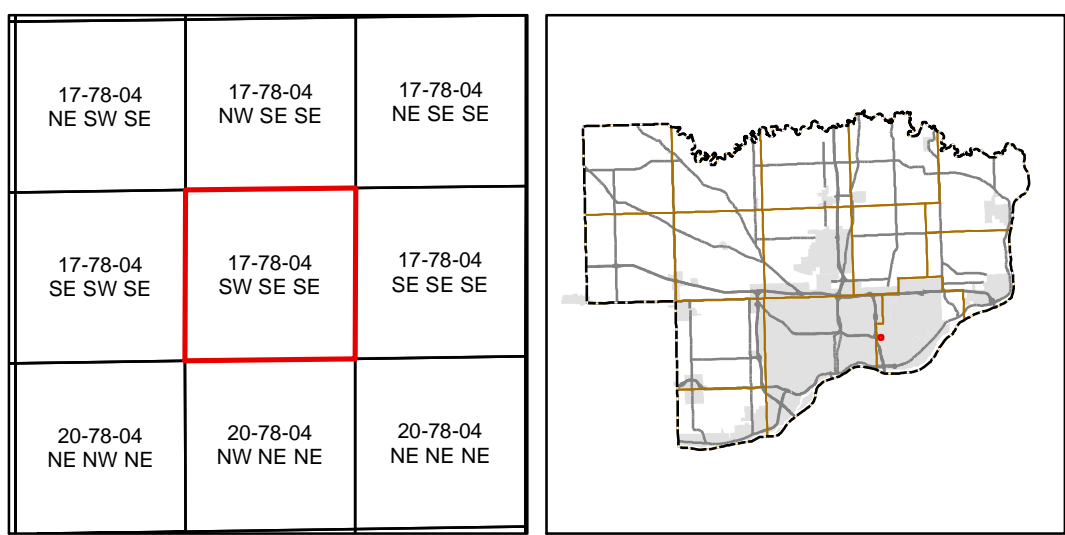 17-78-04
NE SW SE
17-78-04
NW SE SE
17-78-04
NE SE SE
17-78-04
SE SW SE
17-78-04
SW SE SE
17-78-04
SE SE SE
20-78-04
NE NW NE
20-78-04
NW NE NE
20-78-04
NE NE NE